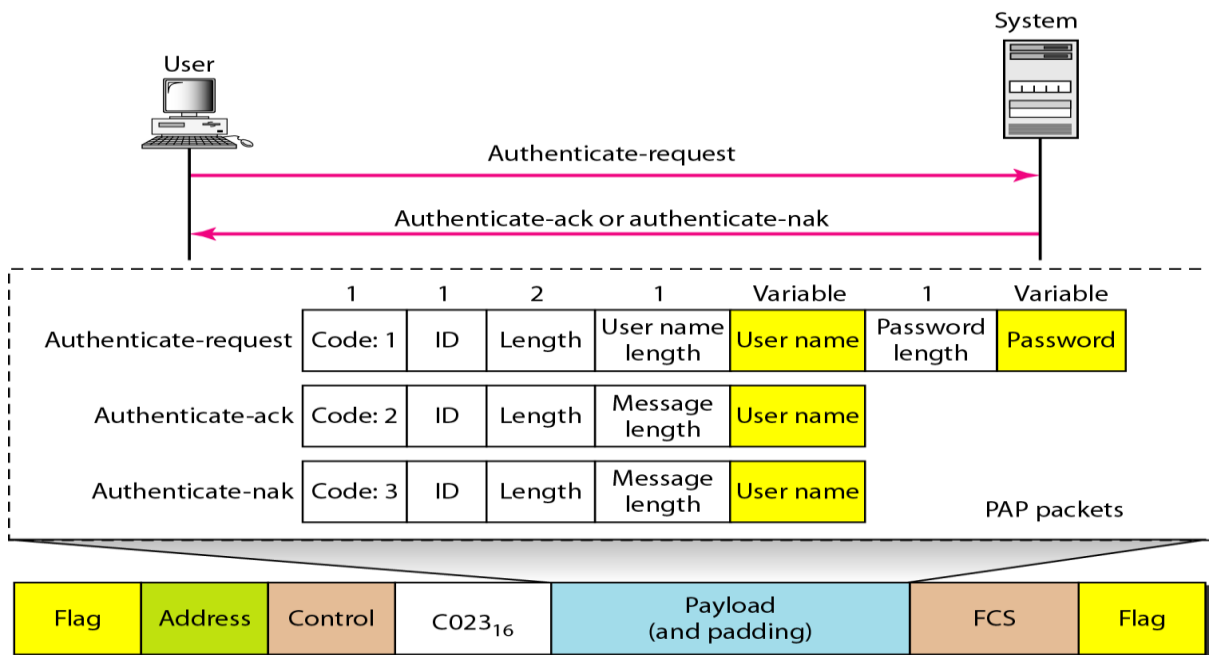 System
User
Authenticate-request
Authenticate-ack or authenticate-nak
1 1 2 1 Variable 1 Variable
Authenticate-request Code: 1 ID Length User name length User name Password length Password
Authenticate-ack Code: 2 ID Length Message length User name
Authenticate-nak Code: 3 ID Length Message length User name
PAP packets
Flag Address Control C023₁₆ Payload (and padding) FCS Flag